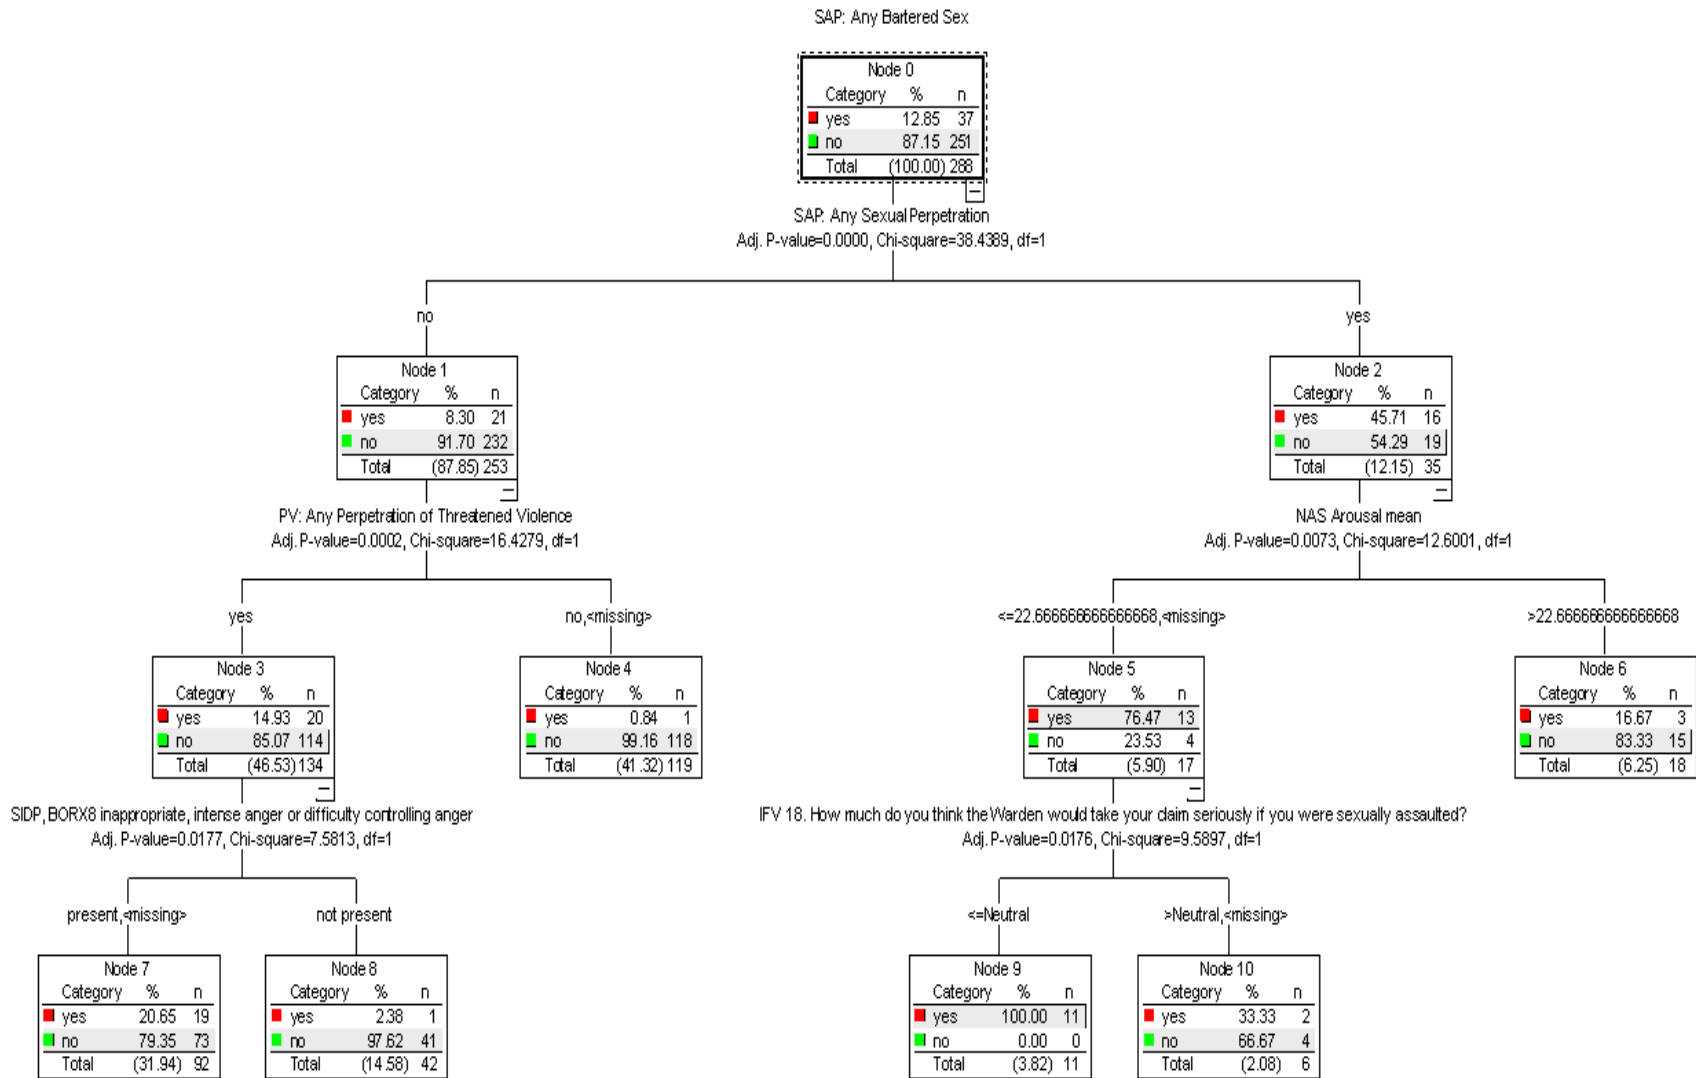 SAP: Any Bartered Sex
Node 0
Category % n
yes 12.85 37
no 87.15 251
Total (100.00) 288
SAP: Any Sexual Perpetration
Adj. P-value=0.0000, Chi-square=38.4389, df=1
no
yes
Node 1
Category % n
yes 8.30 21
no 91.70 232
Total (87.85) 253
Node 2
Category % n
yes 45.71 16
no 54.29 19
Total (12.15) 35
PV: Any Perpetration of Threatened Violence
Adj. P-value=0.0002, Chi-square=16.4279, df=1
NAS Arousal mean
Adj. P-value=0.0073, Chi-square=12.6001, df=1
yes
no,<missing>
<=22.666666666666668,<missing>
>22.666666666666668
Node 3
Category % n
yes 14.93 20
no 85.07 114
Total (46.53) 134
Node 4
Category % n
yes 0.84 1
no 99.16 118
Total (41.32) 119
Node 5
Category % n
yes 76.47 13
no 23.53 4
Total (5.90) 17
Node 6
Category % n
yes 16.67 3
no 83.33 15
Total (6.25) 18
SIDP, BORX8 inappropriate, intense anger or difficulty controlling anger
Adj. P-value=0.0177, Chi-square=7.5813, df=1
IFV 18. How much do you think the Warden would take your claim seriously if you were sexually assaulted?
Adj. P-value=0.0176, Chi-square=9.5897, df=1
present,<missing>
not present
<=Neutral
>Neutral,<missing>
Node 7
Category % n
yes 20.65 19
no 79.35 73
Total (31.94) 92
Node 8
Category % n
yes 2.38 1
no 97.62 41
Total (14.58) 42
Node 9
Category % n
yes 100.00 11
no 0.00 0
Total (3.82) 11
Node 10
Category % n
yes 33.33 2
no 66.67 4
Total (2.08) 6